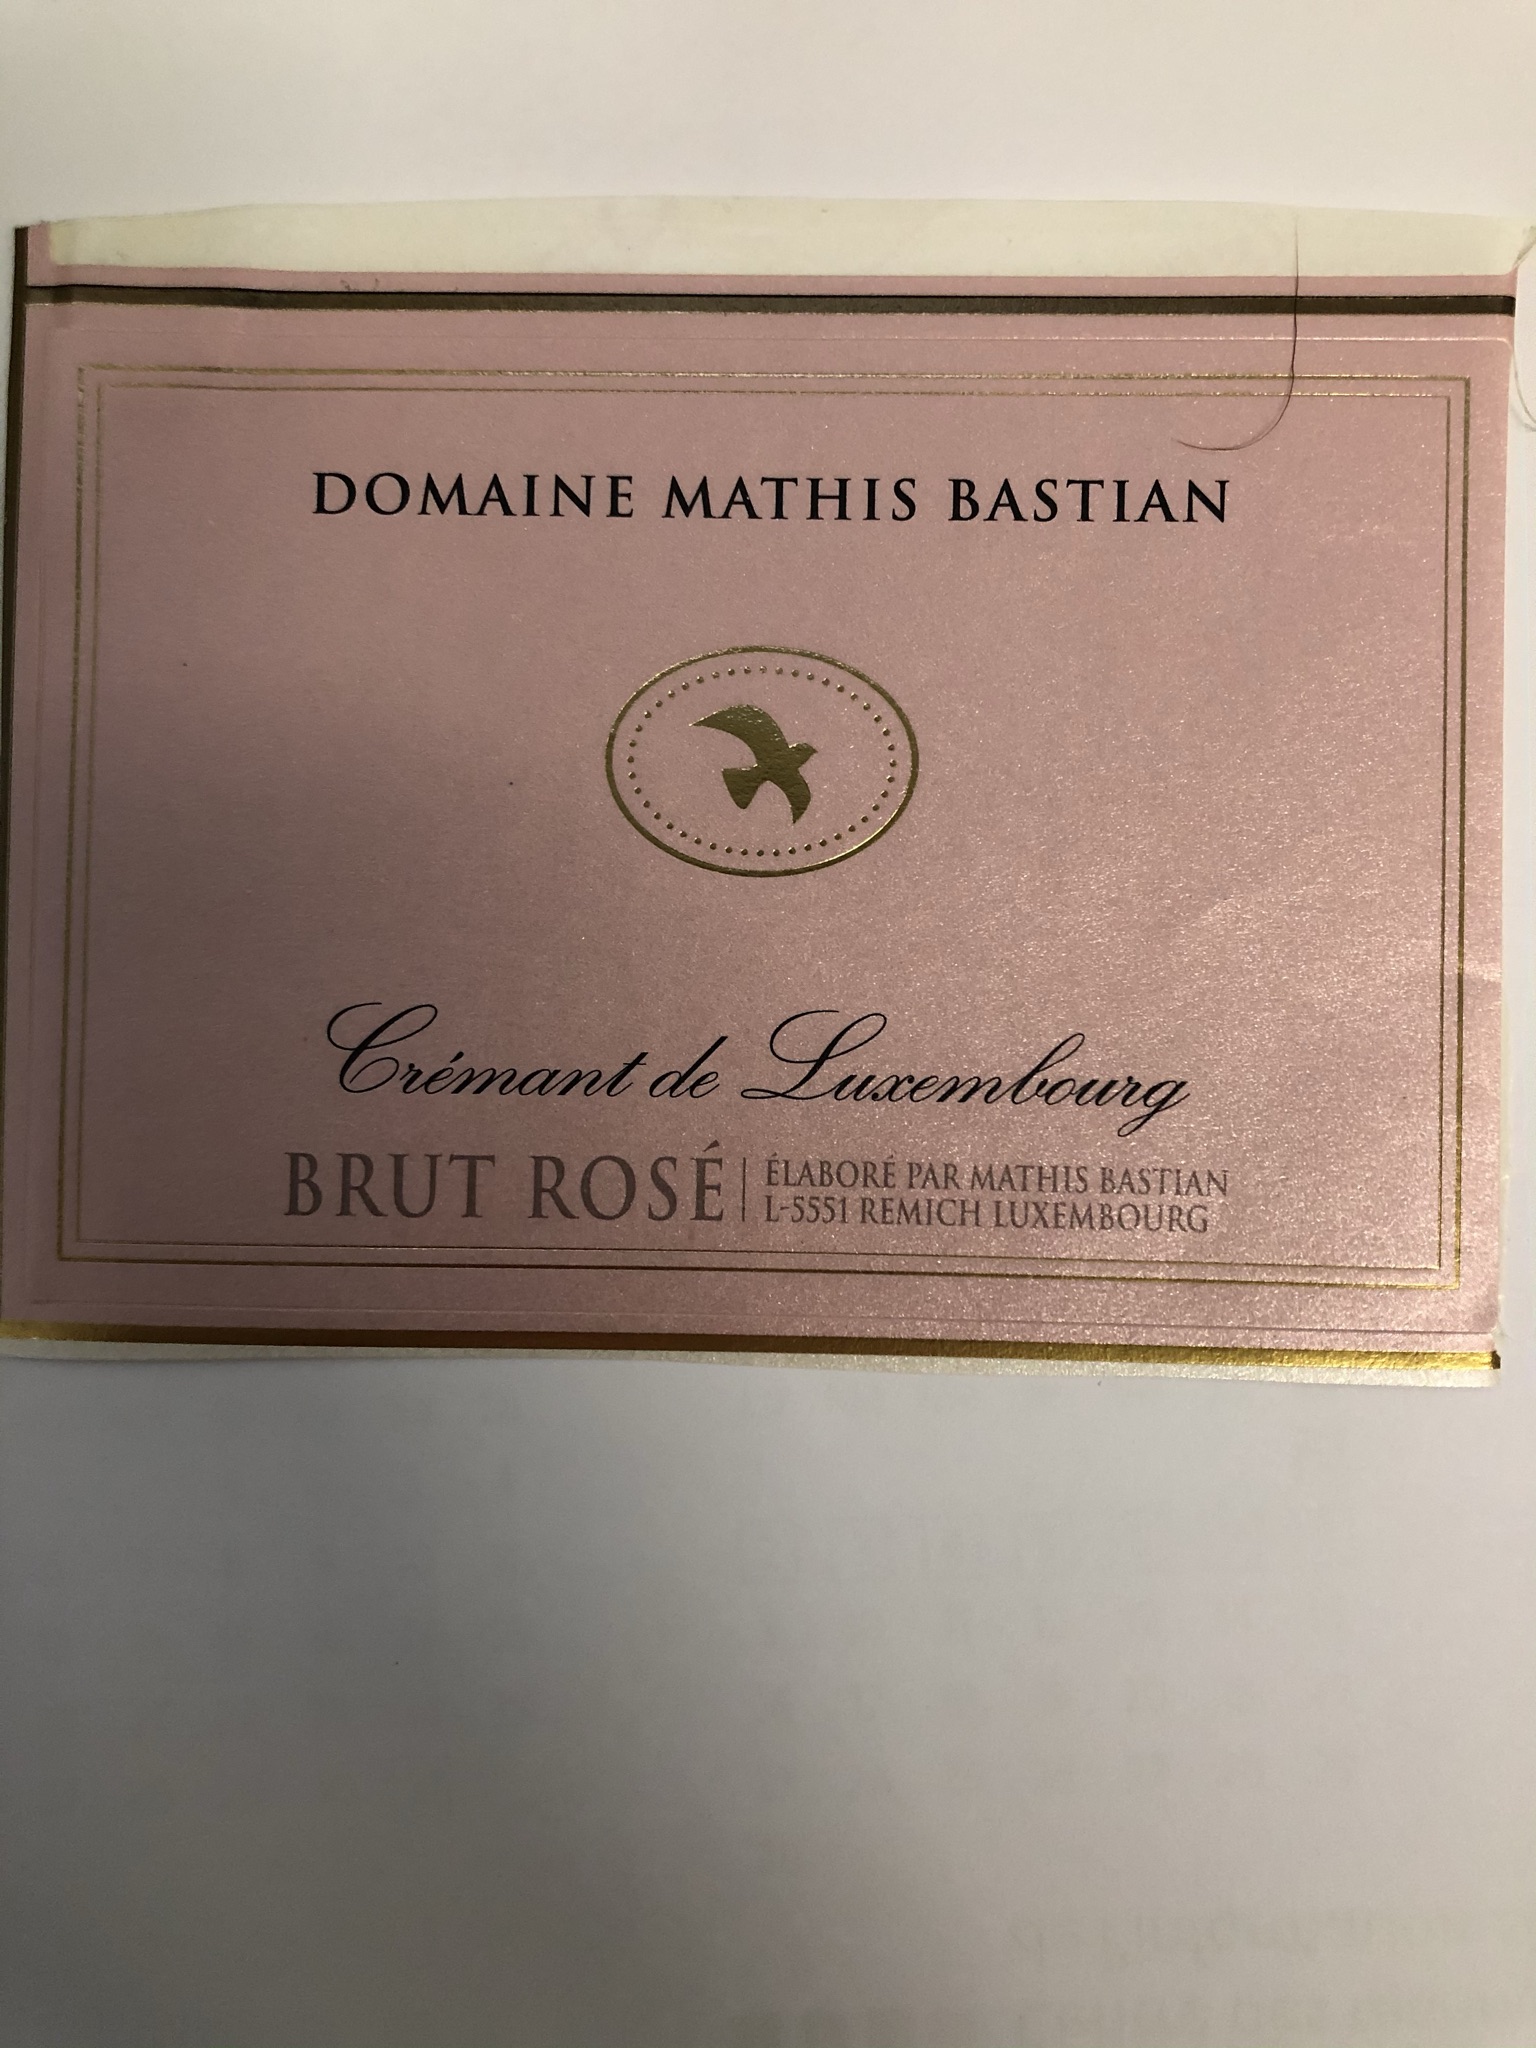 DOMAINE MATHIS BASTIAN
Crémant de Luxembourg
BRUT ROSÉ
ÉLABORÉ PAR MATHIS BASTIAN
L-5551 REMICH LUXEMBOURG